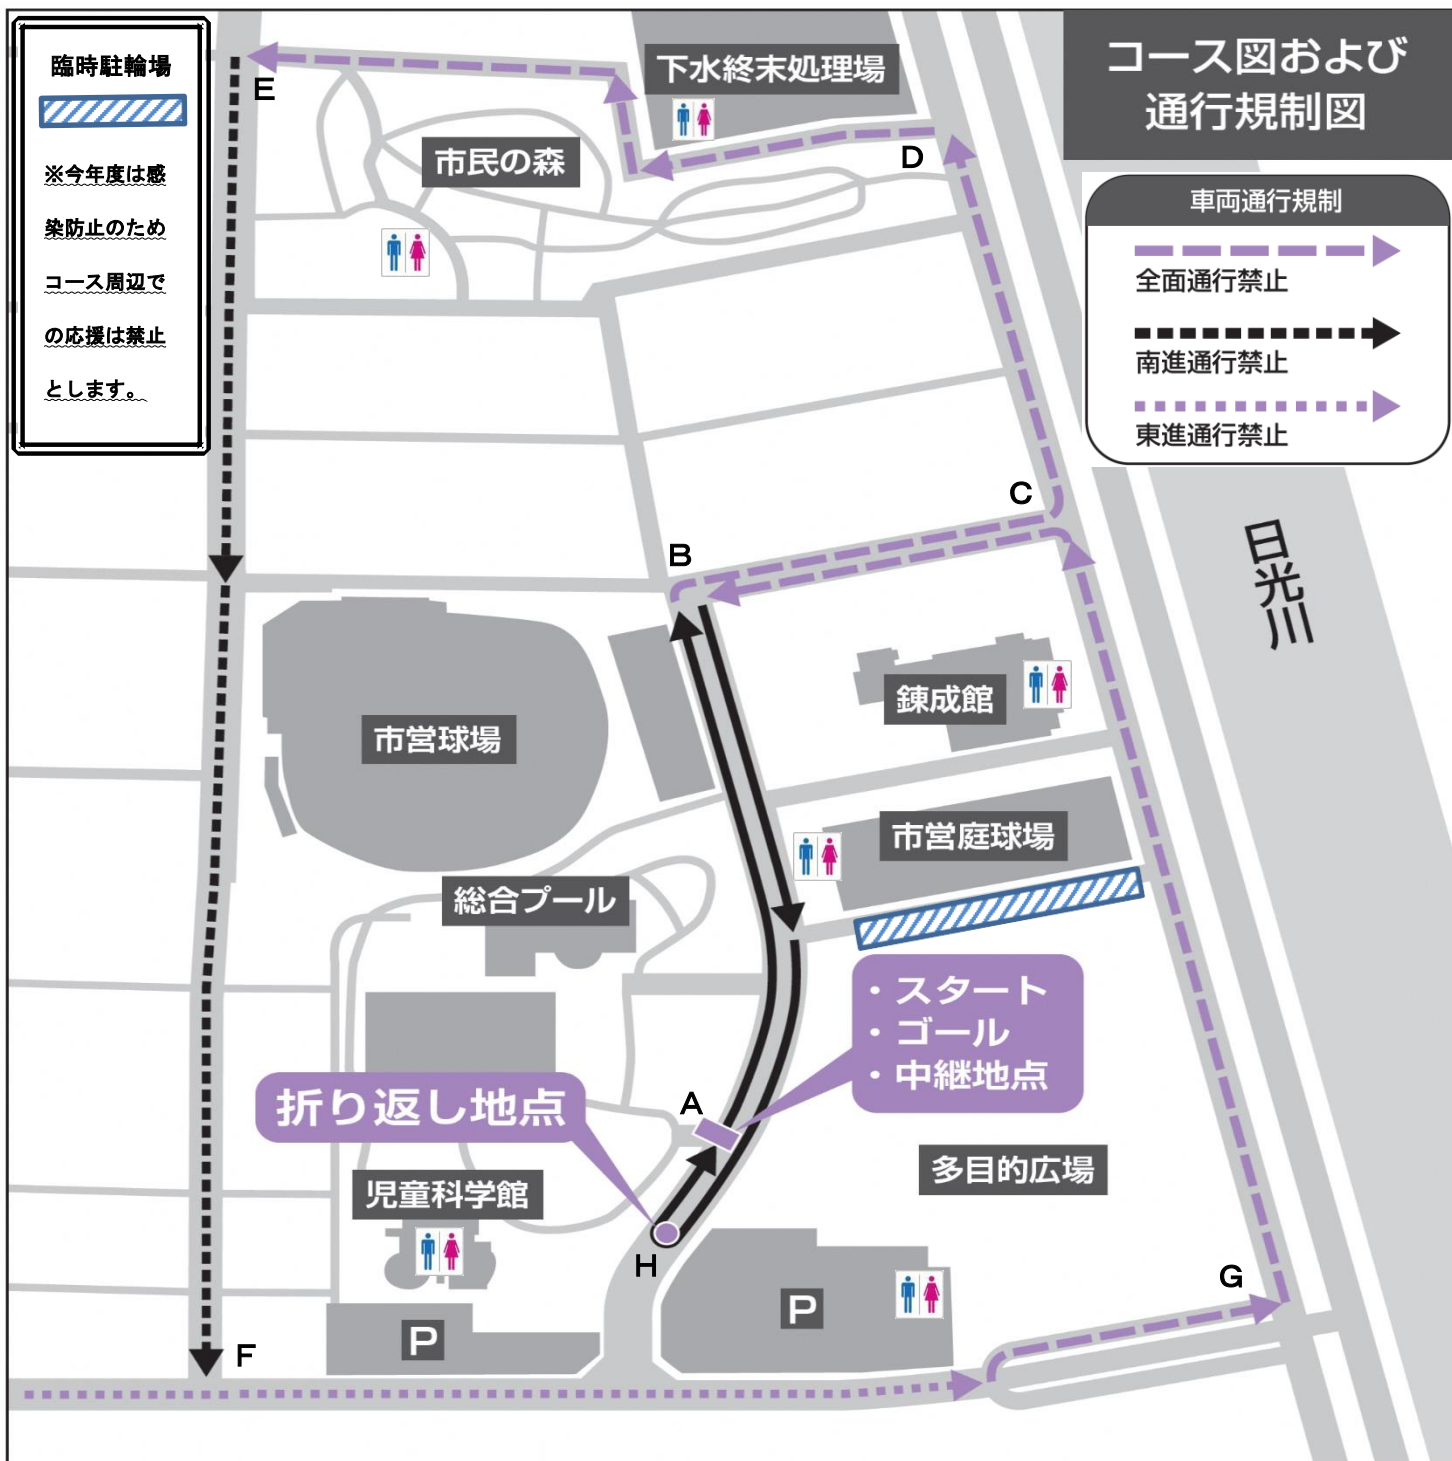 臨時駐輪場
※今年度は感
染防止のため
コース周辺で
の応援は禁止
とします。
コース図および
通行規制図
車両通行規制
全面通行禁止
南進通行禁止
東進通行禁止
下水終末処理場
E
D
市民の森
C
B
日光川
錬成館
市営球場
市営庭球場
総合プール
・スタート
・ゴール
・中継地点
折り返し地点
A
多目的広場
児童科学館
H
G
P
P
F